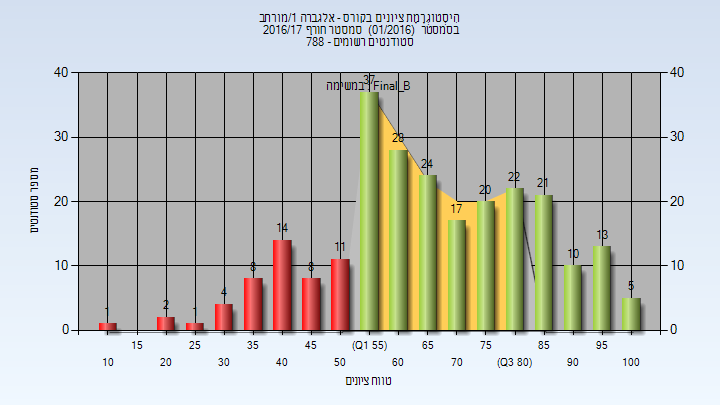 היסטוגרמת ציונים בקורס - אלגברה 1/מורחב
בסמסטר (01/2016) סמסטר חורף 2016/17
סטודנטים רשומים - 788
במשימה : Final_B
40 40
30 30
20 20
10 10
0 0
מספר סטודנטים
1 2 1 4 8 14 8 11 37 28 24 17 20 22 21 10 13 5
15 25 35 45 (Q1 55) 65 75 85 95
10 20 30 40 50 60 70 (Q3 80) 90 100
טווח ציונים